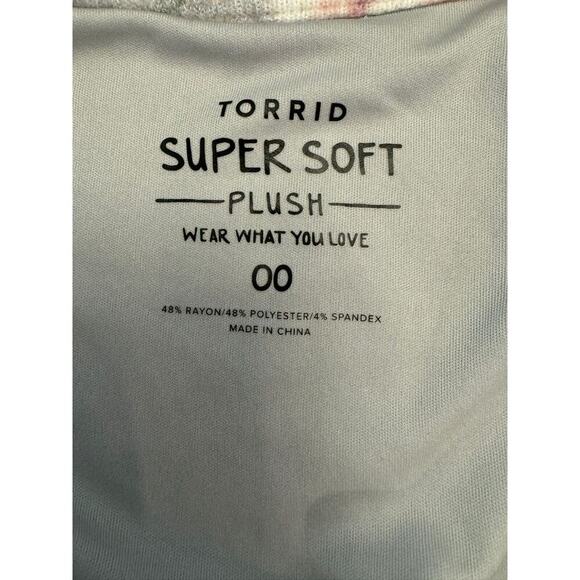 TORRID
SUPER SOFT
PLUSH
WEAR WHAT YOU LOVE
00
48% RAYON/48% POLYESTER/4% SPANDEX
MADE IN CHINA